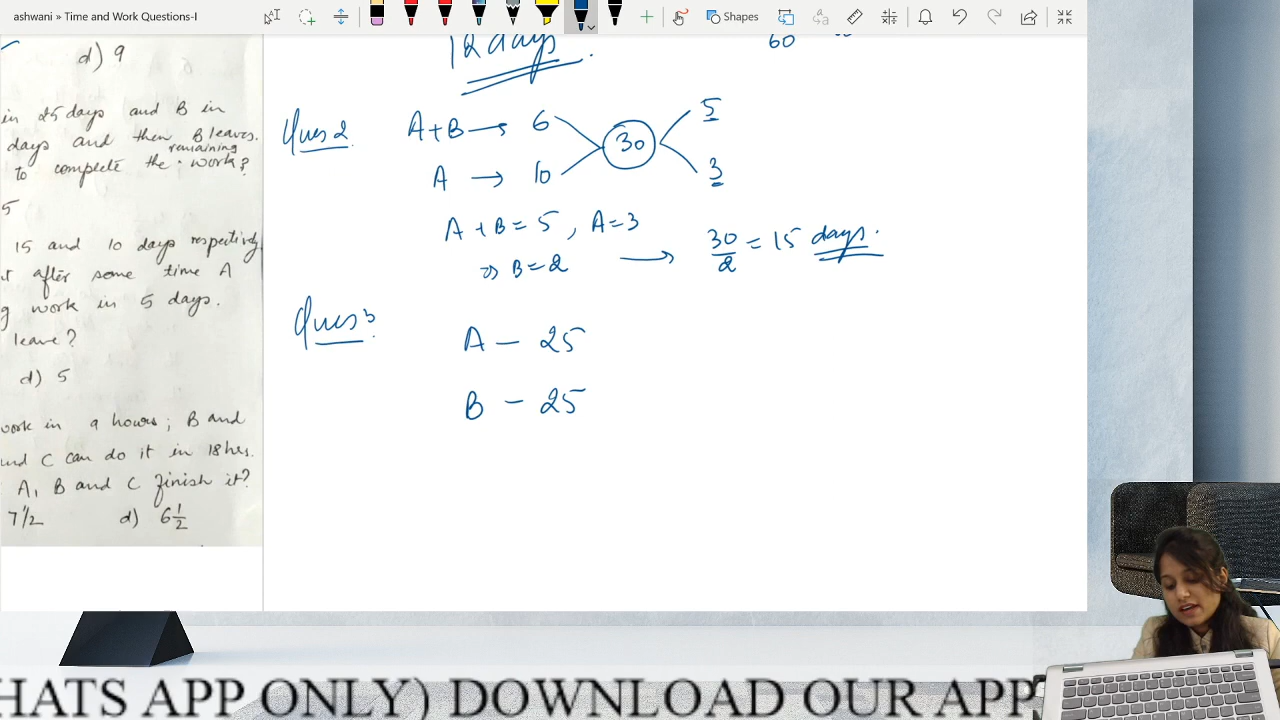 ashwani » Time and Work Questions-I
Shapes
d) 9
in 25 days and B in
days and then B leaves.
remaining
to complete the work?
5
15 and 10 days respectively
t after some time A
g work in 5 days.
leave?
d) 5
work in 9 hours; B and
and C can do it in 18 hrs.
A, B and C finish it?
7 1/2 d) 6 1/2
12 days.
60
Ques 2
A+B → 6
30
5
A → 10
3
A+B=5, A=3
⇒ B=2 → 30/2 = 15 days.
Ques 3
A – 25
B – 25
HATS APP ONLY) DOWNLOAD OUR APP